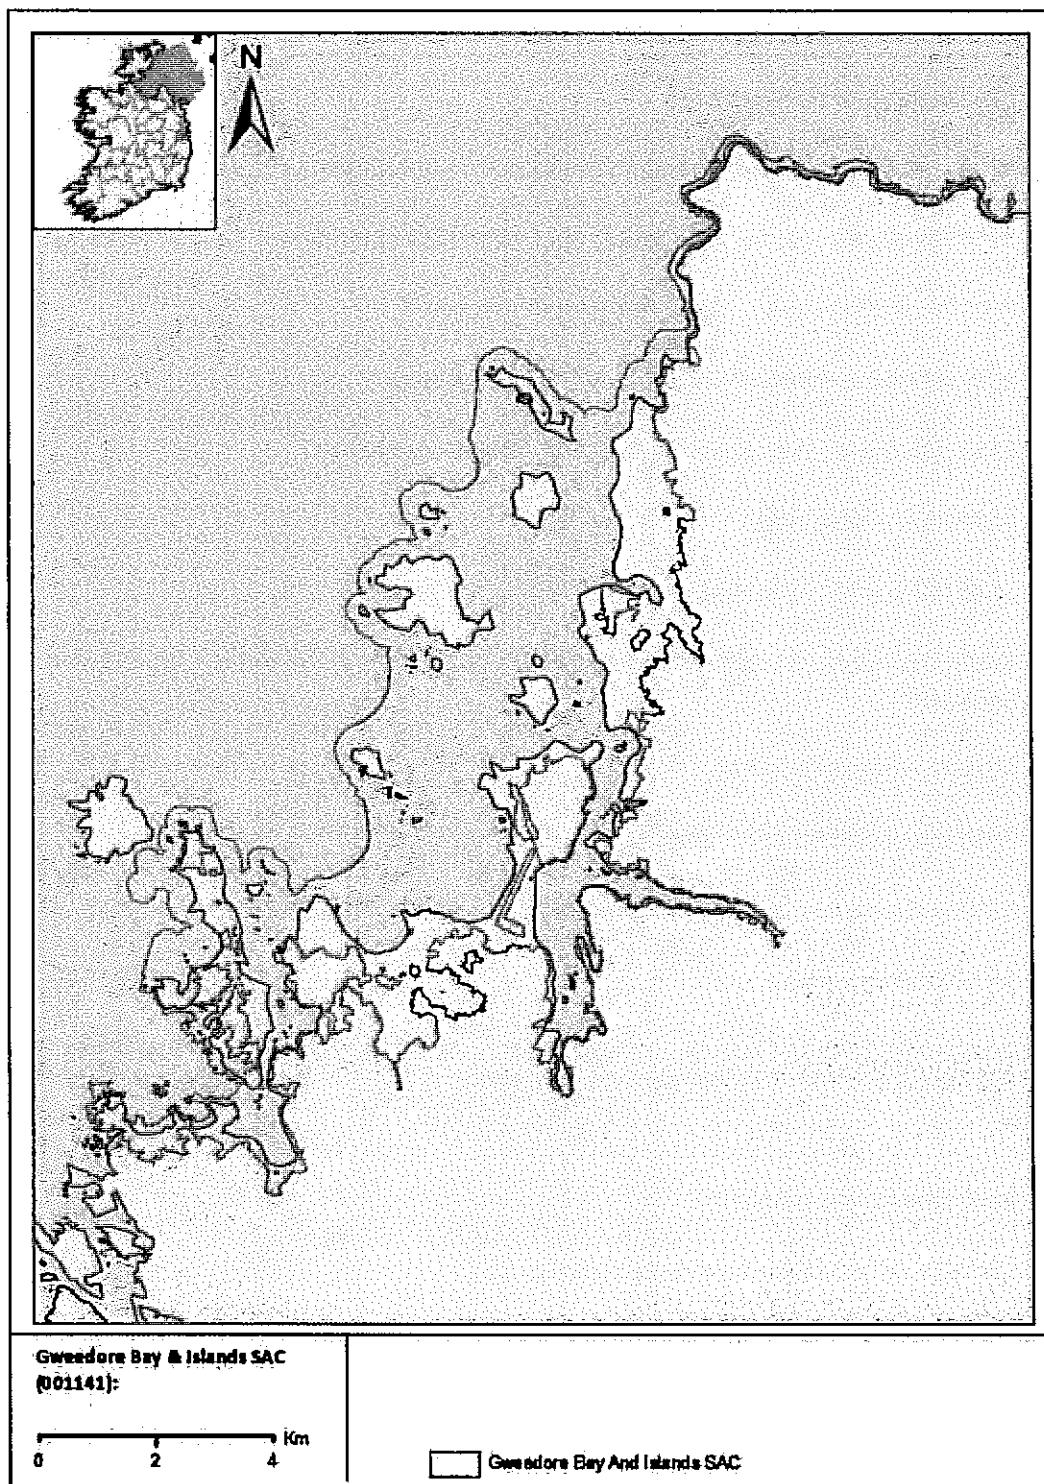 N
Gweedore Bay & Islands SAC
(001141):
Km
0 2 4
Gweedore Bay And Islands SAC